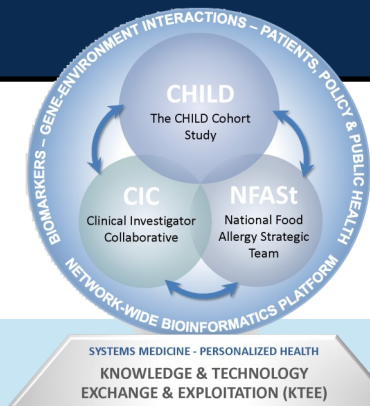 BIOMARKERS – GENE-ENVIRONMENT INTERACTIONS – PATIENTS, POLICY & PUBLIC HEALTH
CHILD
The CHILD Cohort
Study
CIC
Clinical Investigator
Collaborative
NFASt
National Food
Allergy Strategic
Team
NETWORK-WIDE BIOINFORMATICS PLATFORM
SYSTEMS MEDICINE - PERSONALIZED HEALTH
KNOWLEDGE & TECHNOLOGY
EXCHANGE & EXPLOITATION (KTEE)